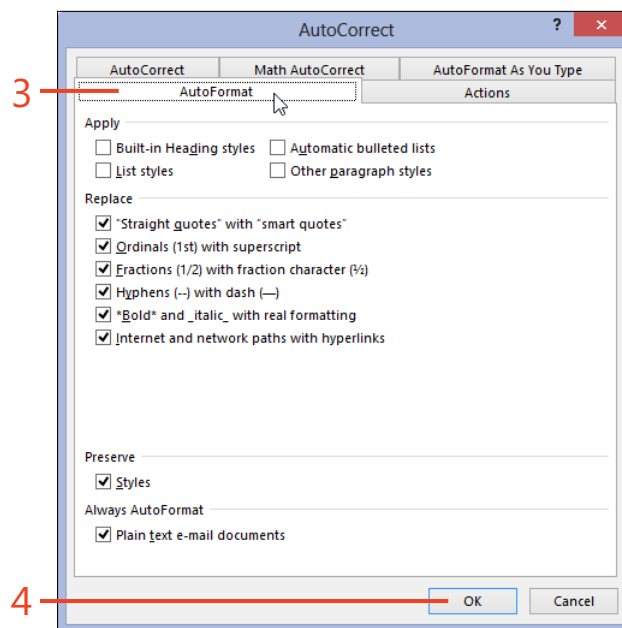 AutoCorrect ? ×
AutoCorrect Math AutoCorrect AutoFormat As You Type
3 AutoFormat Actions
Apply
Built-in Heading styles Automatic bulleted lists
List styles Other paragraph styles
Replace
"Straight quotes" with “smart quotes”
Ordinals (1st) with superscript
Fractions (1/2) with fraction character (½)
Hyphens (--) with dash (—)
*Bold* and _italic_ with real formatting
Internet and network paths with hyperlinks
Preserve
Styles
Always AutoFormat
Plain text e-mail documents
4 OK Cancel